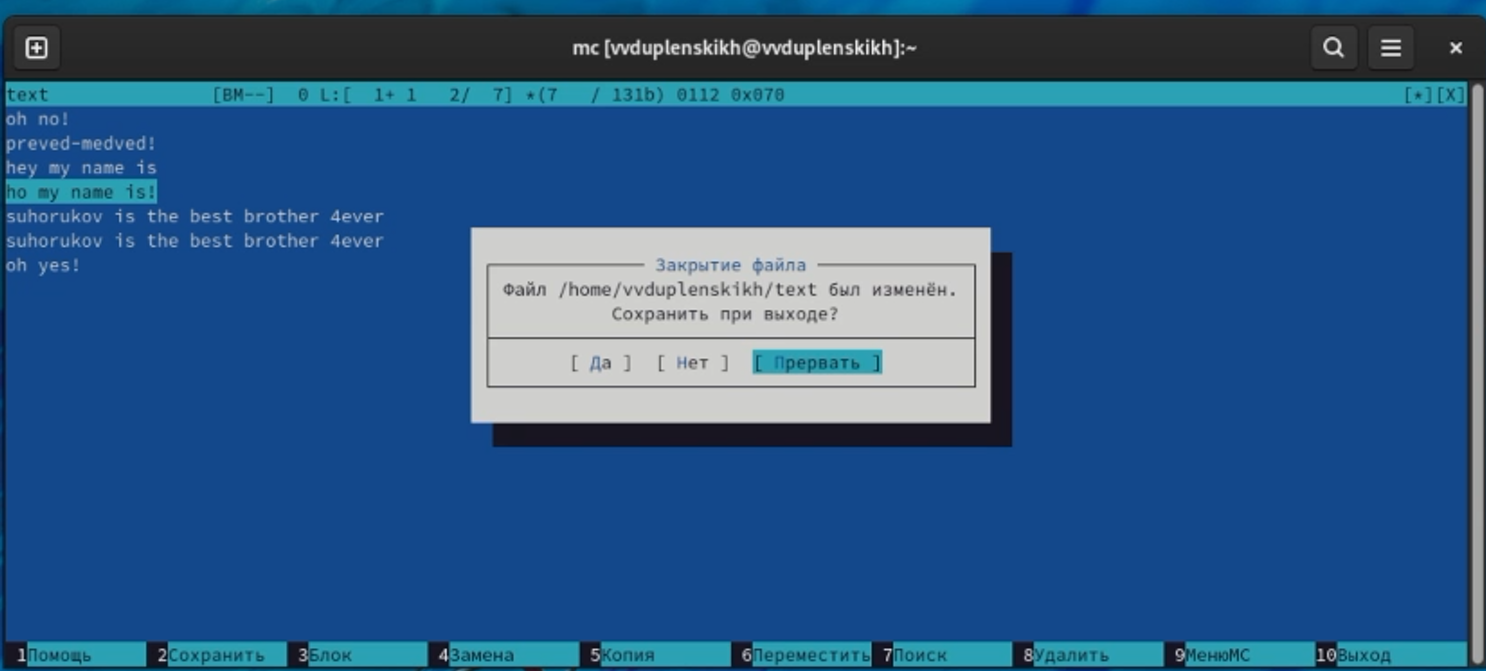 mc [vvduplenskikh@vvduplenskikh]:~
text [BM--] 0 L:[ 1+ 1 2/ 7] *(7 / 131b) 0112 0x070 [*][X]
oh no!
preved-medved!
hey my name is
ho my name is!
suhorukov is the best brother 4ever
suhorukov is the best brother 4ever
oh yes!
Закрытие файла
Файл /home/vvduplenskikh/text был изменён.
Сохранить при выходе?
[ Да ] [ Нет ] [ Прервать ]
1Помощь 2Сохранить 3Блок 4Замена 5Копия 6Переместить 7Поиск 8Удалить 9МенюMC 10Выход